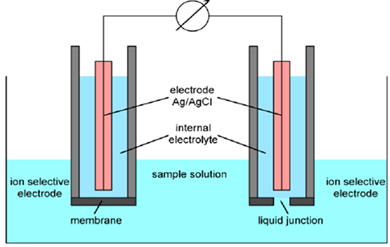 electrode
Ag/AgCl
internal
electrolyte
ion selective
electrode
sample solution
ion selective
electrode
membrane
liquid junction